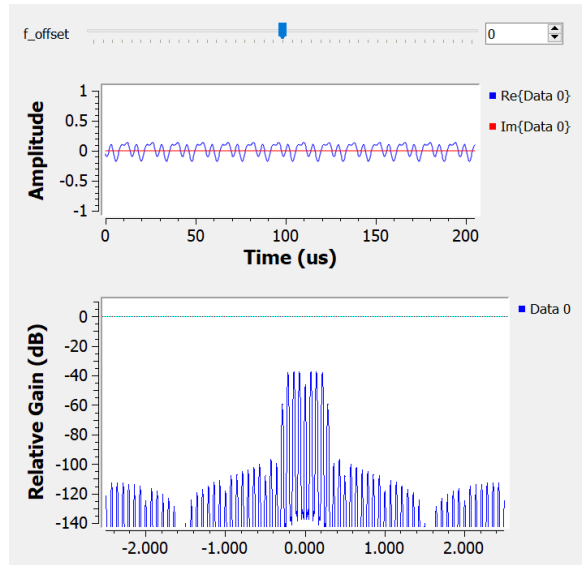 f_offset 0
Amplitude
1
0.5
0
-0.5
-1
0 50 100 150 200
Time (us)
Re{Data 0}
Im{Data 0}
Relative Gain (dB)
0
-20
-40
-60
-80
-100
-120
-140
-2.000 -1.000 0.000 1.000 2.000
Data 0